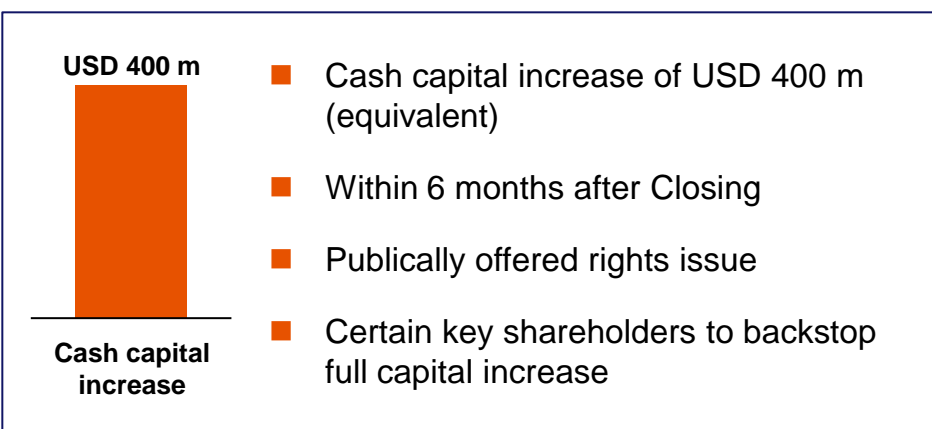 USD 400 m
Cash capital
increase
Cash capital increase of USD 400 m
(equivalent)
Within 6 months after Closing
Publically offered rights issue
Certain key shareholders to backstop
full capital increase